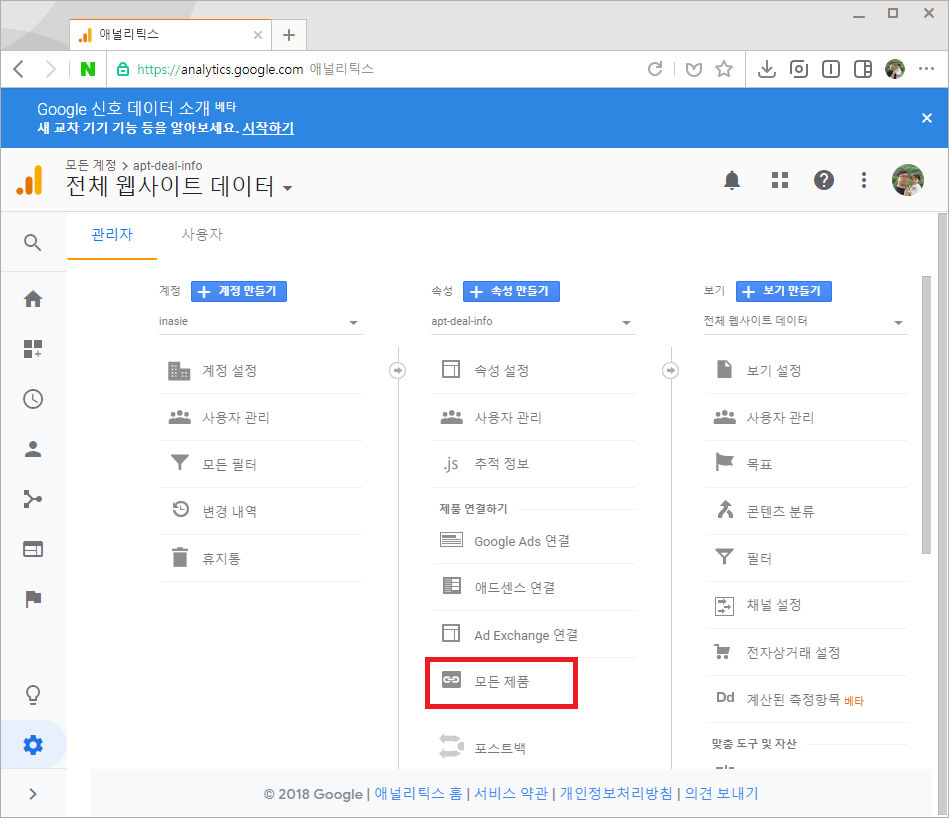 애널리틱스
N
https://analytics.google.com 애널리틱스
Google 신호 데이터 소개 베타
새 교차 기기 기능 등을 알아보세요. 시작하기
모든 계정 > apt-deal-info
전체 웹사이트 데이터
관리자
사용자
계정
+ 계정 만들기
inasie
계정 설정
사용자 관리
모든 필터
변경 내역
휴지통
속성
+ 속성 만들기
apt-deal-info
속성 설정
사용자 관리
.js 추적 정보
제품 연결하기
Google Ads 연결
애드센스 연결
Ad Exchange 연결
모든 제품
포스트백
보기
+ 보기 만들기
전체 웹사이트 데이터
보기 설정
사용자 관리
목표
콘텐츠 분류
필터
채널 설정
전자상거래 설정
Dd 계산된 측정항목 베타
맞춤 도구 및 자산
© 2018 Google | 애널리틱스 홈 | 서비스 약관 | 개인정보처리방침 | 의견 보내기